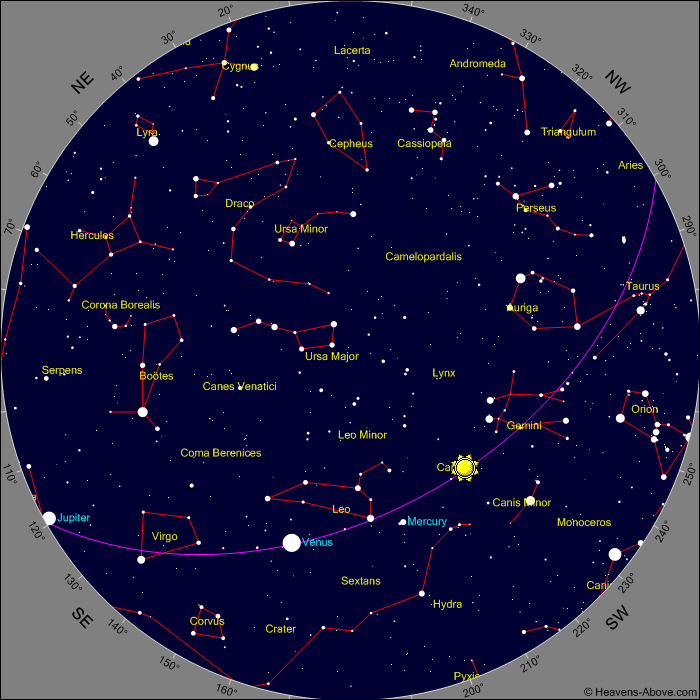 20°
340°
30°
330°
Lacerta
Andromeda
Cygnus
40°
NE
NW
320°
50°
310°
Lyra
Cepheus
Cassiopeia
Triangulum
Aries
60°
300°
Draco
Perseus
70°
Hercules
Ursa Minor
290°
Camelopardalis
Taurus
Corona Borealis
Auriga
Ursa Major
Serpens
Boötes
Canes Venatici
Lynx
Orion
Gemini
Leo Minor
Coma Berenices
110°
250°
Leo
Canis Minor
Jupiter
Mercury
Monoceros
120°
240°
Virgo
Venus
130°
Sextans
230°
SE
Hydra
SW
Corvus
Crater
220°
140°
150°
210°
Pyxis
160°
200°
© Heavens-Above.com